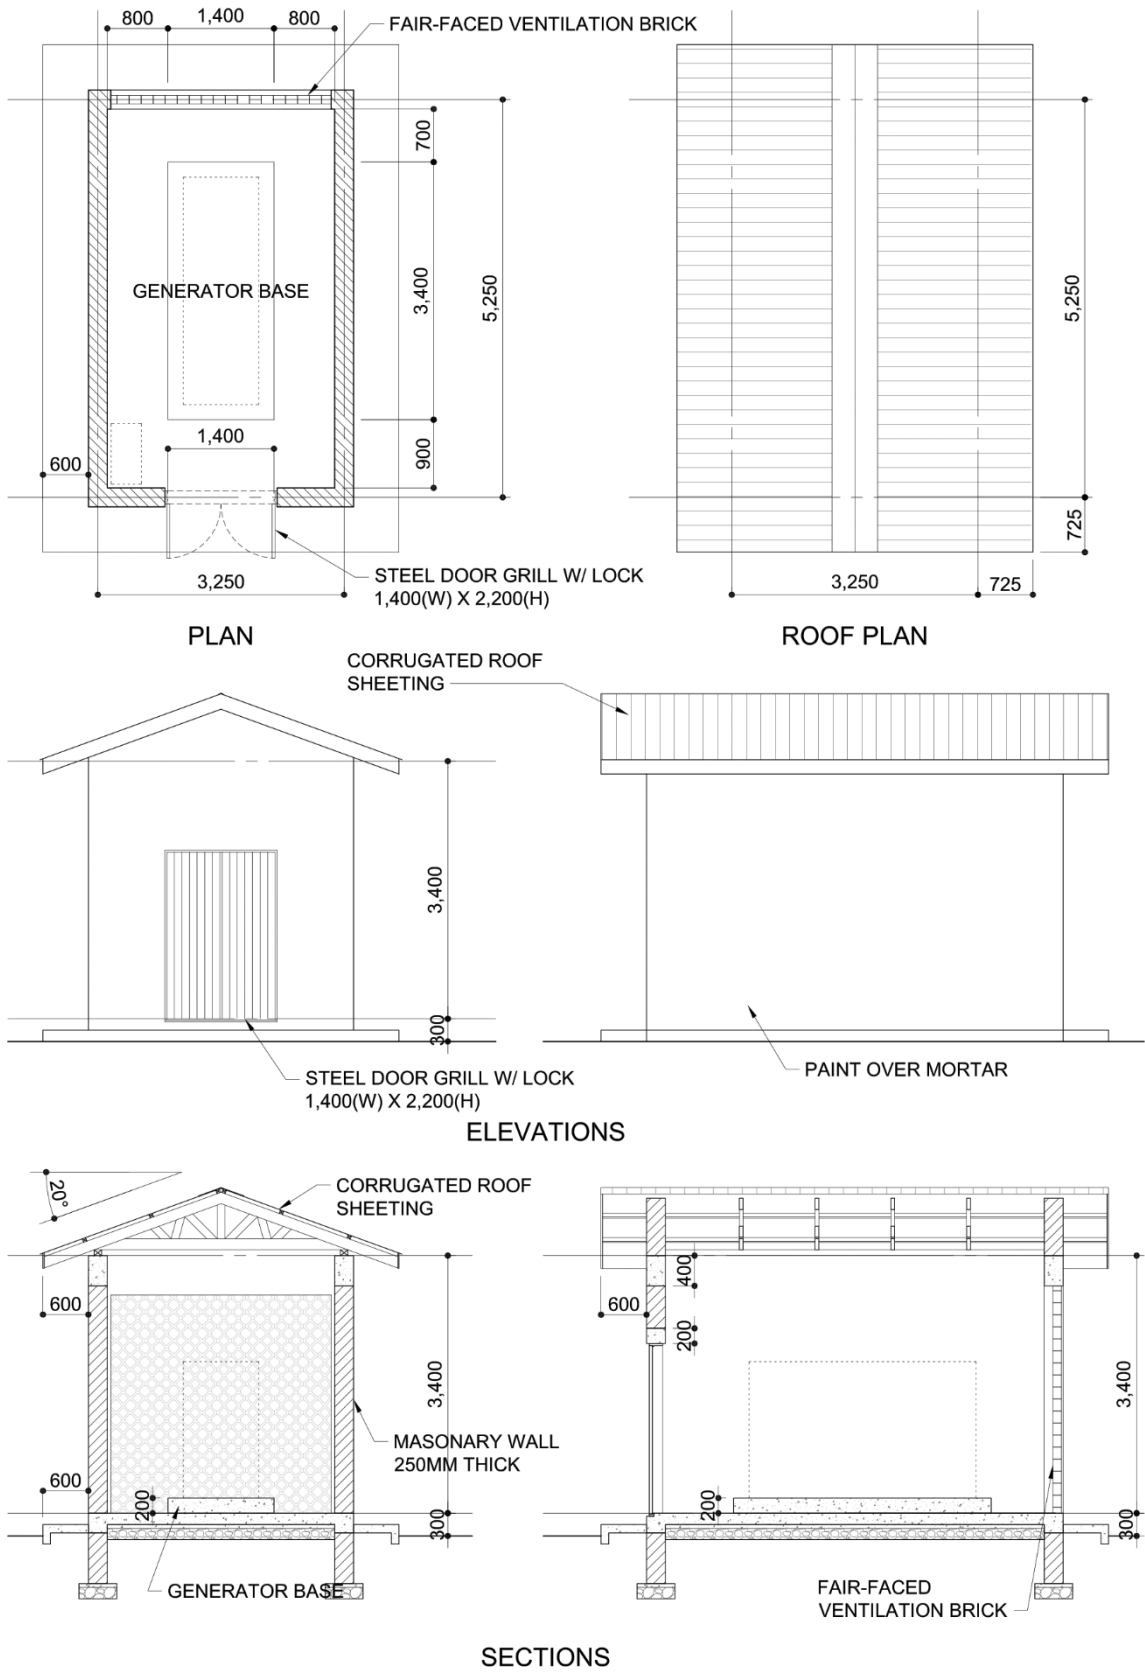 800
1,400
800
FAIR-FACED VENTILATION BRICK
700
3,400
5,250
GENERATOR BASE
1,400
900
600
STEEL DOOR GRILL W/ LOCK
1,400(W) X 2,200(H)
3,250
PLAN
5,250
725
3,250
725
ROOF PLAN
CORRUGATED ROOF
SHEETING
3,400
300
STEEL DOOR GRILL W/ LOCK
1,400(W) X 2,200(H)
PAINT OVER MORTAR
ELEVATIONS
20°
CORRUGATED ROOF
SHEETING
600
3,400
MASONARY WALL
250MM THICK
600
200
300
GENERATOR BASE
400
600
200
3,400
200
300
FAIR-FACED
VENTILATION BRICK
SECTIONS